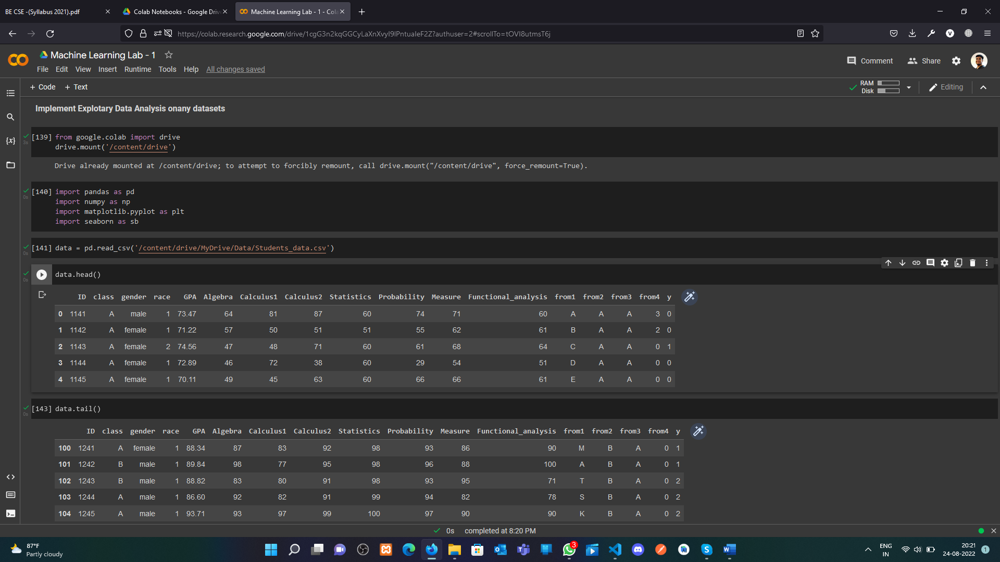 BE CSE -(Syllabus 2021).pdf
Colab Notebooks - Google Drive
Machine Learning Lab - 1 - Cola
https://colab.research.google.com/drive/1cgG3n2kqGGCyLaXnXvyI9lPntuaIeF2Z?authuser=2#scrollTo=tOVI8utmsT6j
V
Machine Learning Lab - 1
Comment Share
File Edit View Insert Runtime Tools Help All changes saved
+ Code + Text
RAM
Disk
Editing
Implement Explotary Data Analysis onany datasets
[139] from google.colab import drive
3s
drive.mount('/content/drive')
Drive already mounted at /content/drive; to attempt to forcibly remount, call drive.mount("/content/drive", force_remount=True).
[140] import pandas as pd
0s
import numpy as np
import matplotlib.pyplot as plt
import seaborn as sb
[141] data = pd.read_csv('/content/drive/MyDrive/Data/Students_data.csv')
0s
data.head()
0s
ID class gender race GPA Algebra Calculus1 Calculus2 Statistics Probability Measure Functional_analysis from1 from2 from3 from4 y
0 1141 A male 1 73.47 64 81 87 60 74 71 60 A A A 3 0
1 1142 A female 1 71.22 57 50 51 51 55 62 61 B A A 2 0
2 1143 A female 2 74.56 47 48 71 60 61 68 64 C A A 0 1
3 1144 A female 1 72.89 46 72 38 60 29 54 51 D A A 0 0
4 1145 A female 1 70.11 49 45 63 60 66 66 61 E A A 0 0
[143] data.tail()
0s
ID class gender race GPA Algebra Calculus1 Calculus2 Statistics Probability Measure Functional_analysis from1 from2 from3 from4 y
100 1241 A female 1 88.34 87 83 92 98 93 86 90 M B A 0 1
101 1242 B male 1 89.84 98 77 95 98 96 88 100 A B A 0 1
102 1243 B male 1 88.82 83 80 91 98 93 95 71 T B A 0 2
103 1244 A male 1 86.60 92 82 91 99 94 82 78 S B A 0 2
104 1245 A male 1 93.71 93 97 99 100 97 90 90 K B A 0 2
0s completed at 8:20 PM
87°F
Partly cloudy
3
ENG
IN
20:21
24-08-2022
1